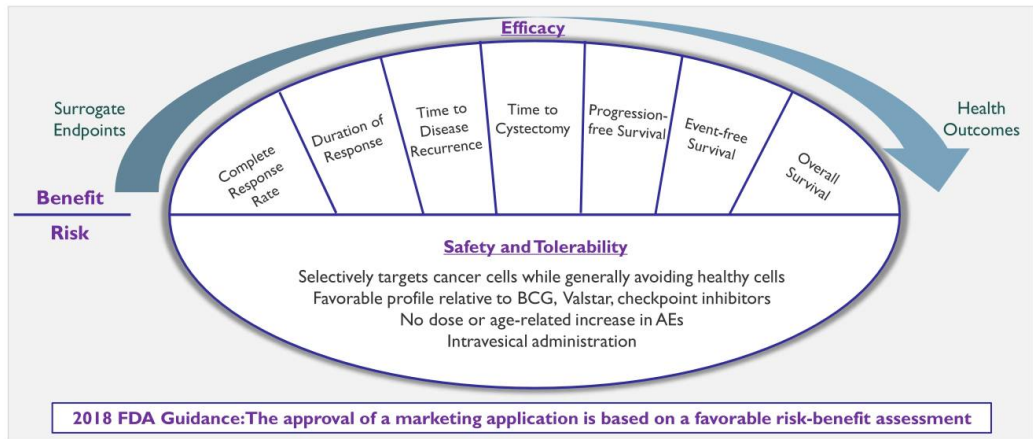 Efficacy
Surrogate
Endpoints
Complete
Response
Rate
Duration of
Response
Time to
Disease
Recurrence
Time to
Cystectomy
Progression-
free Survival
Event-free
Survival
Overall
Survival
Health
Outcomes
Benefit
Risk
Safety and Tolerability
Selectively targets cancer cells while generally avoiding healthy cells
Favorable profile relative to BCG, Valstar, checkpoint inhibitors
No dose or age-related increase in AEs
Intravesical administration
2018 FDA Guidance:The approval of a marketing application is based on a favorable risk-benefit assessment